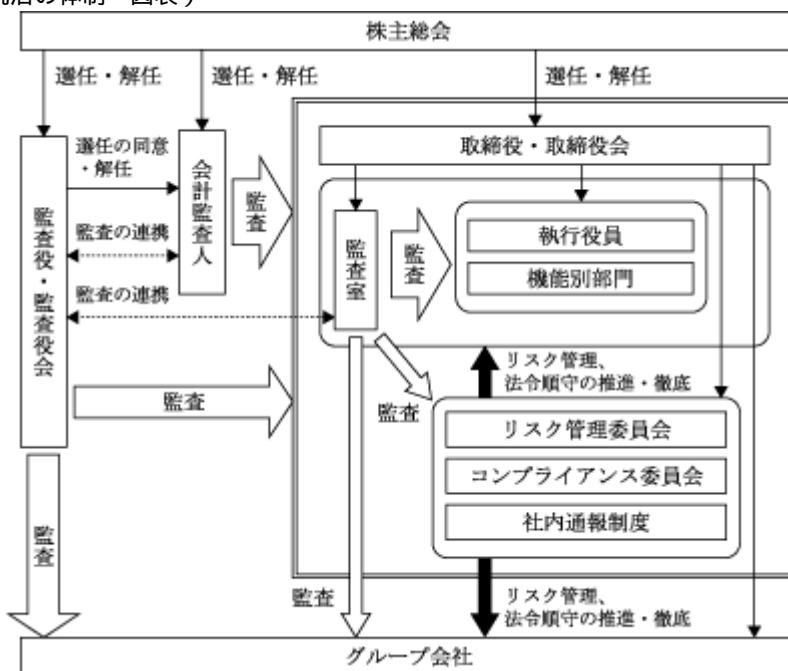 株主総会
選任・解任
選任・解任
選任・解任
取締役・取締役会
選任の同意
・解任
会計監査人
監査
監査役・監査役会
監査の連携
監査の連携
監査室
監査
執行役員
機能別部門
リスク管理、
法令順守の推進・徹底
監査
監査
リスク管理委員会
コンプライアンス委員会
社内通報制度
監査
監査
リスク管理、
法令順守の推進・徹底
グループ会社